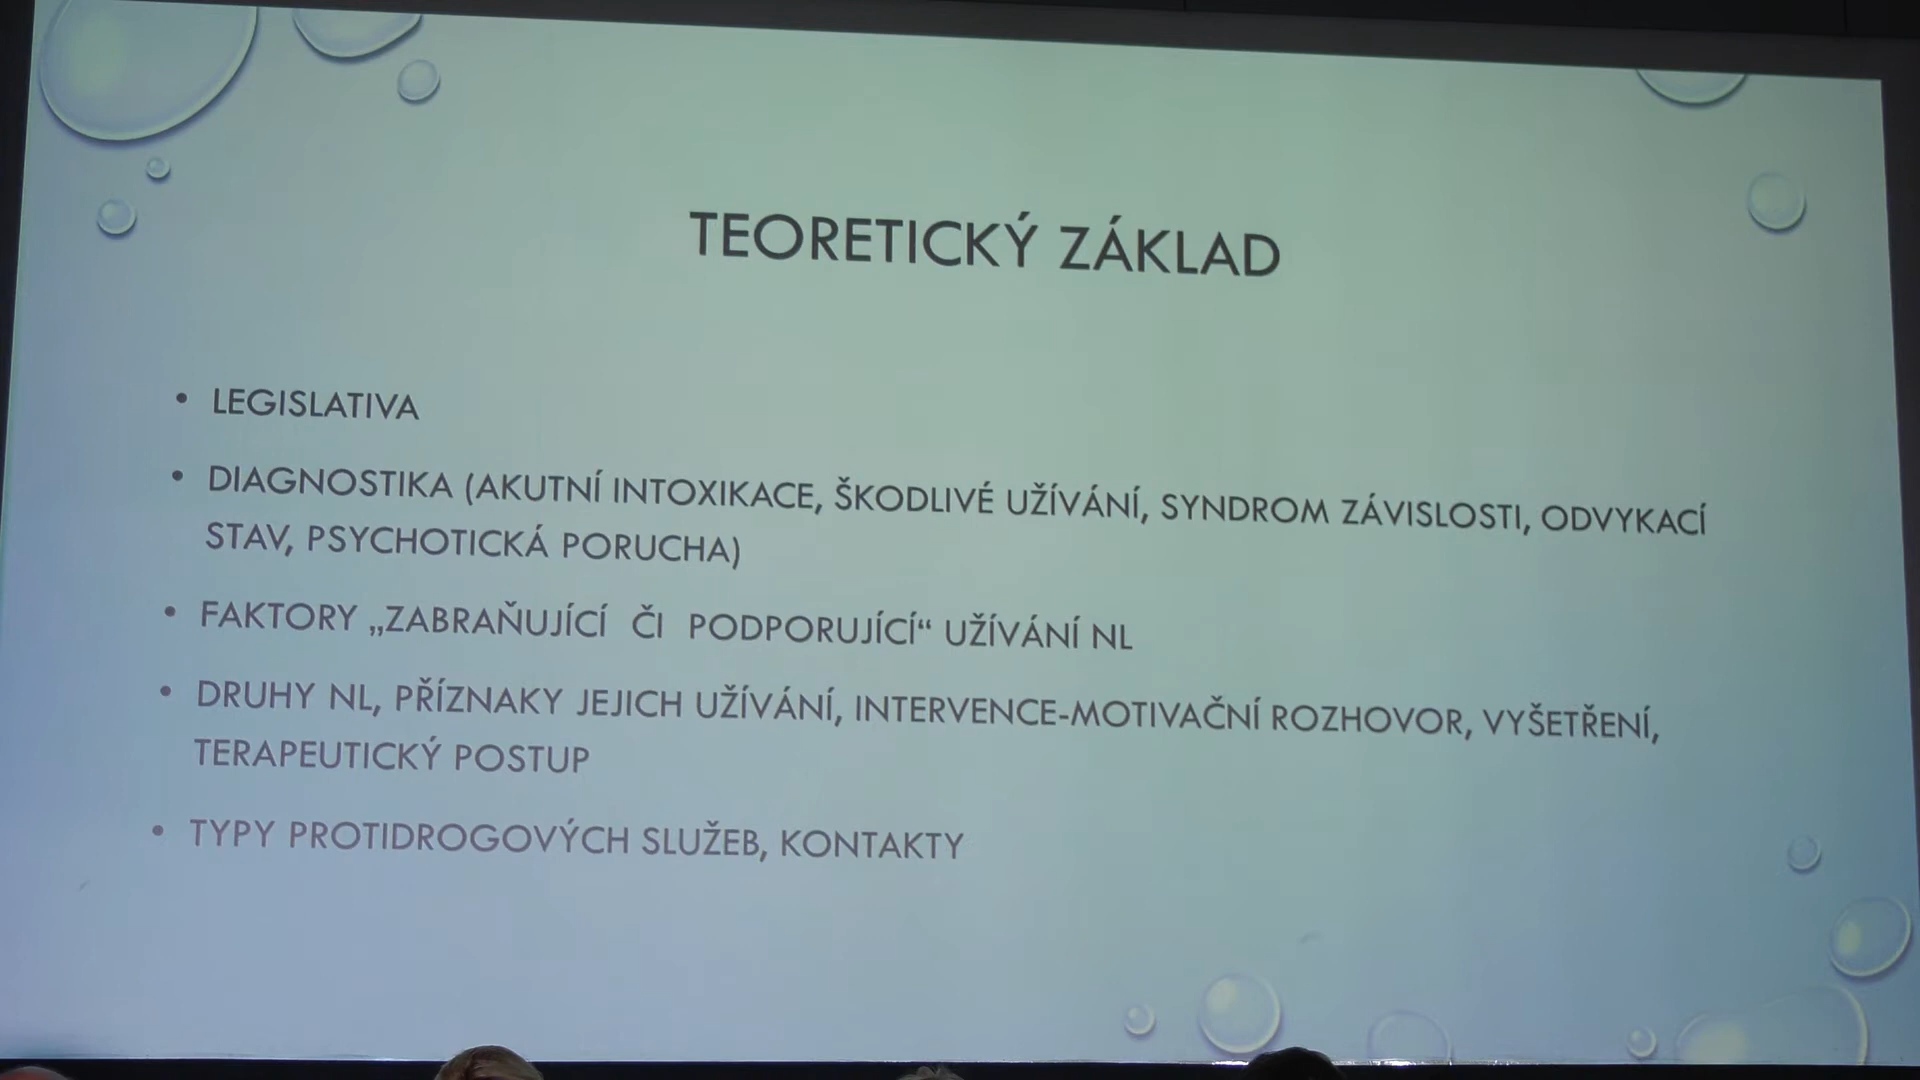 TEORETICKÝ ZÁKLAD
• LEGISLATIVA
• DIAGNOSTIKA (AKUTNÍ INTOXIKACE, ŠKODLIVÉ UŽÍVÁNÍ, SYNDROM ZÁVISLOSTI, ODVYKACÍ
STAV, PSYCHOTICKÁ PORUCHA)
• FAKTORY „ZABRAŇUJÍCÍ ČI PODPORUJÍCÍ“ UŽÍVÁNÍ NL
• DRUHY NL, PŘÍZNAKY JEJICH UŽÍVÁNÍ, INTERVENCE-MOTIVAČNÍ ROZHOVOR, VYŠETŘENÍ,
TERAPEUTICKÝ POSTUP
• TYPY PROTIDROGOVÝCH SLUŽEB, KONTAKTY